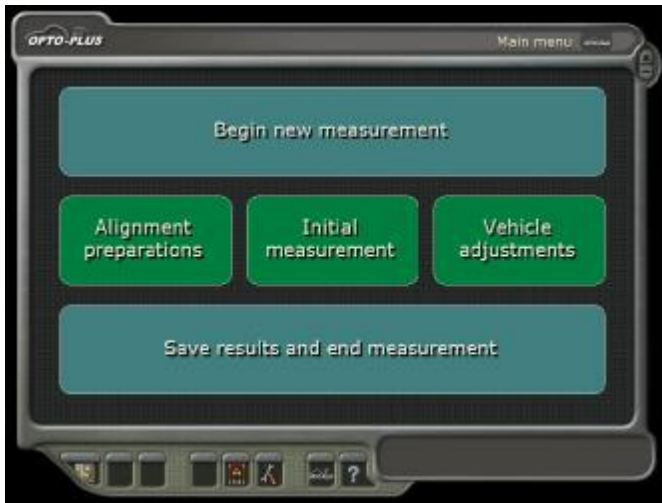 OPTO-PLUS
Main menu
Begin new measurement
Alignment
preparations
Initial
measurement
Vehicle
adjustments
Save results and end measurement
?